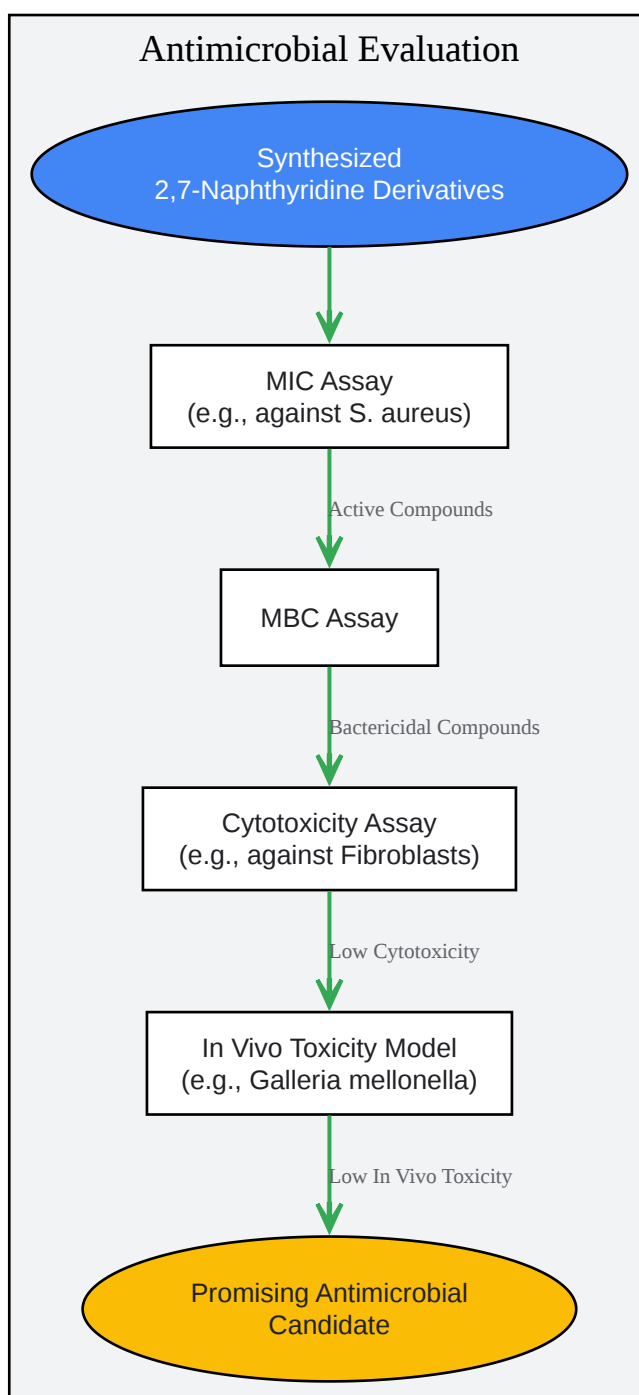 Antimicrobial Evaluation
Synthesized
2,7-Naphthyridine Derivatives
MIC Assay
(e.g., against S. aureus)
Active Compounds
MBC Assay
Bactericidal Compounds
Cytotoxicity Assay
(e.g., against Fibroblasts)
Low Cytotoxicity
In Vivo Toxicity Model
(e.g., Galleria mellonella)
Low In Vivo Toxicity
Promising Antimicrobial
Candidate